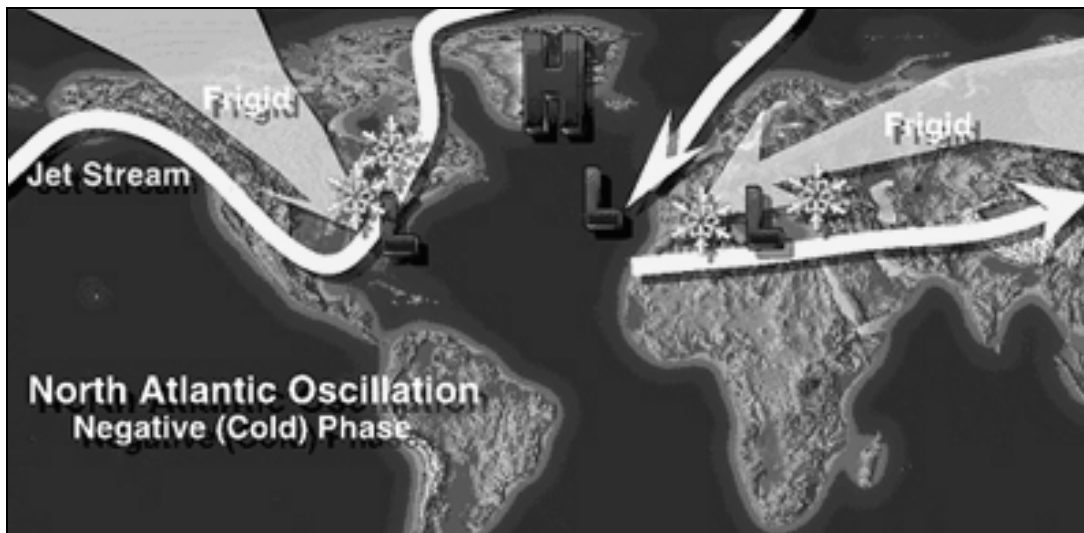 Frigid
H
Frigid
Jet Stream
L
L
L
North Atlantic Oscillation
Negative (Cold) Phase